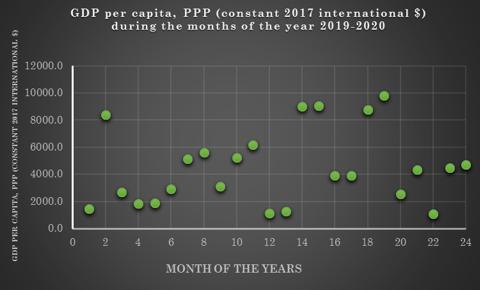 GDP per capita, PPP (constant 2017 international $)
during the months of the year 2019-2020
GDP PER CAPITA, PPP (CONSTANT 2017 INTERNATIONAL $)
12000.0
10000.0
8000.0
6000.0
4000.0
2000.0
0.0
0 2 4 6 8 10 12 14 16 18 20 22 24
MONTH OF THE YEARS